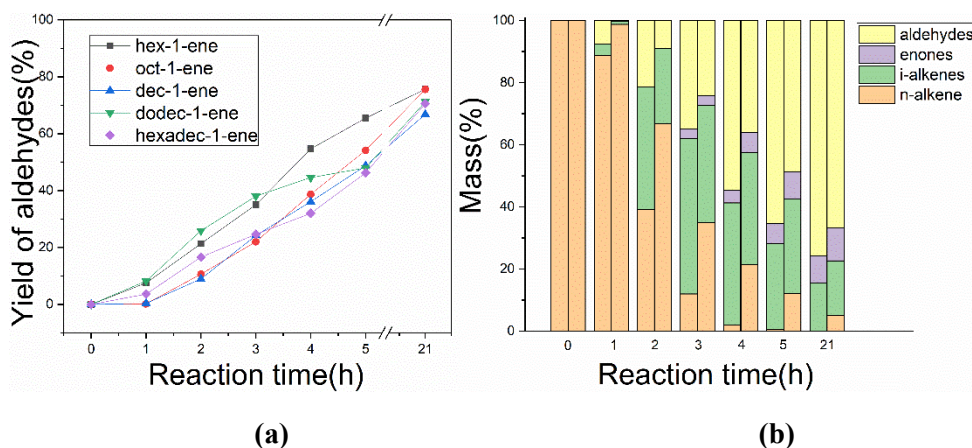 Yield of aldehydes(%)
100
80
60
40
20
0
hex-1-ene
oct-1-ene
dec-1-ene
dodec-1-ene
hexadec-1-ene
0 1 2 3 4 5 21
Reaction time(h)
(a)
Mass(%)
100
80
60
40
20
0
aldehydes
enones
i-alkenes
n-alkene
0 1 2 3 4 5 21
Reaction time(h)
(b)